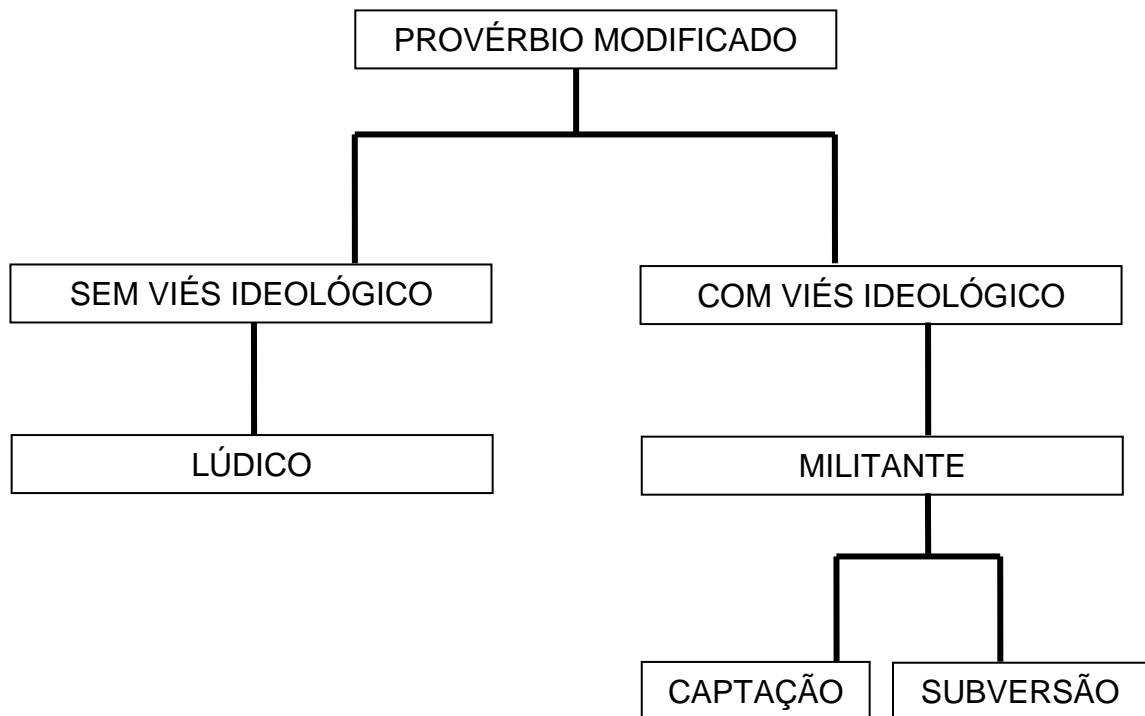 PROVÉRBIO MODIFICADO
SEM VIÉS IDEOLÓGICO
COM VIÉS IDEOLÓGICO
LÚDICO
MILITANTE
CAPTAÇÃO
SUBVERSÃO